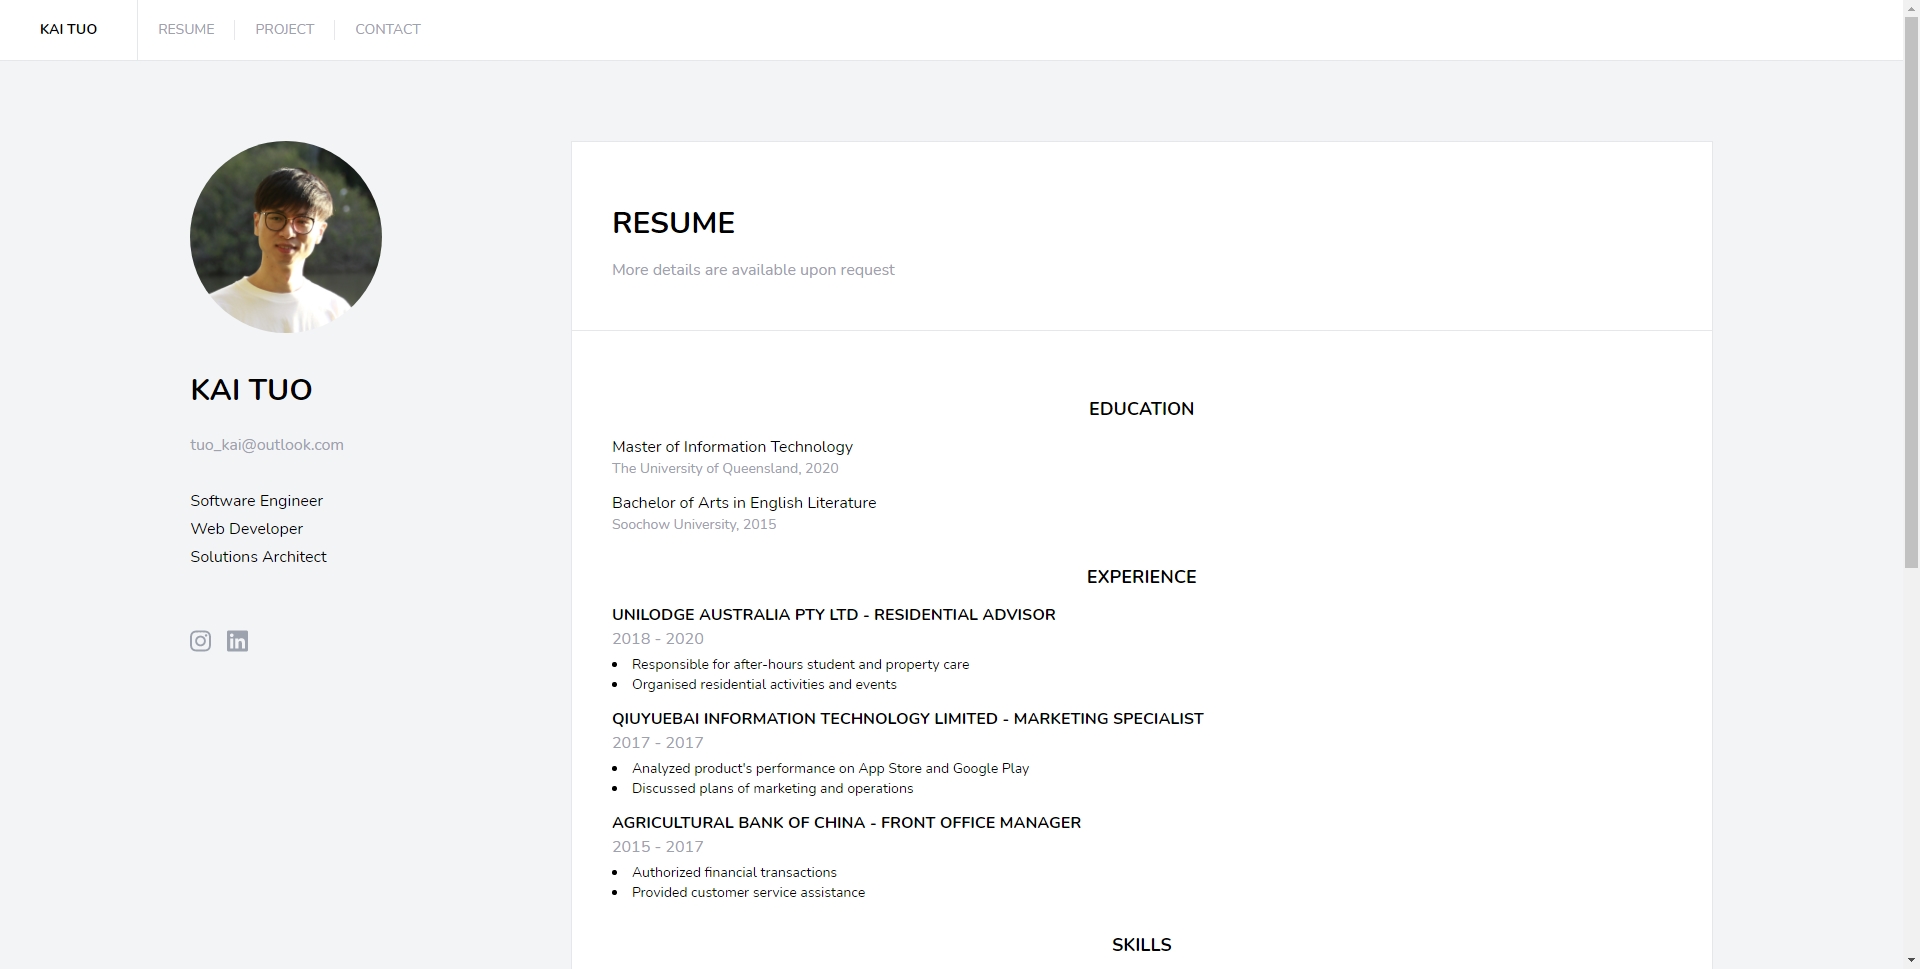 KAI TUO
RESUME
PROJECT
CONTACT
KAI TUO
tuo_kai@outlook.com
Software Engineer
Web Developer
Solutions Architect
RESUME
More details are available upon request
EDUCATION
Master of Information Technology
The University of Queensland, 2020
Bachelor of Arts in English Literature
Soochow University, 2015
EXPERIENCE
UNILODGE AUSTRALIA PTY LTD - RESIDENTIAL ADVISOR
2018 - 2020
• Responsible for after-hours student and property care
• Organised residential activities and events
QIUYUEBAI INFORMATION TECHNOLOGY LIMITED - MARKETING SPECIALIST
2017 - 2017
• Analyzed product's performance on App Store and Google Play
• Discussed plans of marketing and operations
AGRICULTURAL BANK OF CHINA - FRONT OFFICE MANAGER
2015 - 2017
• Authorized financial transactions
• Provided customer service assistance
SKILLS